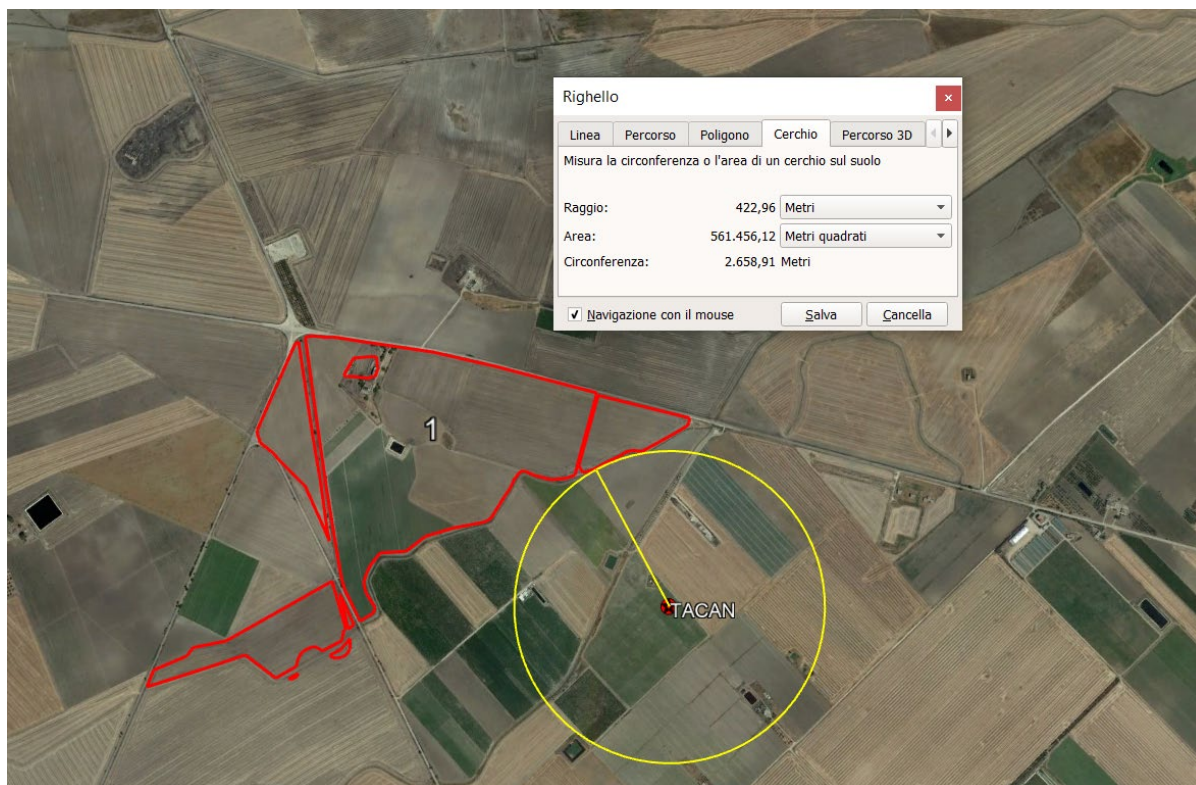 Righello
Linea Percorso Poligono Cerchio Percorso 3D
Misura la circonferenza o l'area di un cerchio sul suolo
Raggio: 422,96 Metri
Area: 561.456,12 Metri quadrati
Circonferenza: 2.658,91 Metri
Navigazione con il mouse Salva Cancella
1
TACAN